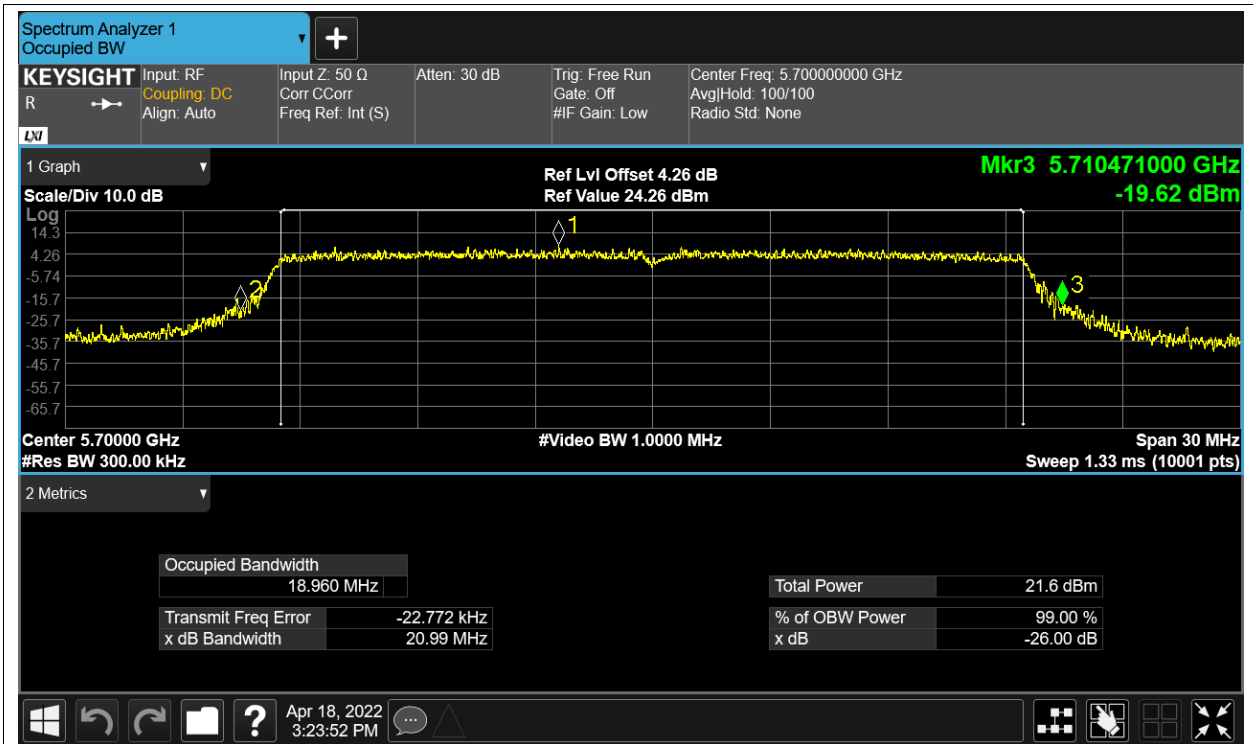 Spectrum Analyzer 1
Occupied BW
KEYSIGHT
R
LXI
Input: RF
Coupling: DC
Align: Auto
Input Z: 50 Ω
Corr CCorr
Freq Ref: Int (S)
Atten: 30 dB
Trig: Free Run
Gate: Off
#IF Gain: Low
Center Freq: 5.700000000 GHz
Avg|Hold: 100/100
Radio Std: None
1 Graph
Scale/Div 10.0 dB
Ref Lvl Offset 4.26 dB
Ref Value 24.26 dBm
Mkr3 5.710471000 GHz
-19.62 dBm
Log
14.3
4.26
-5.74
-15.7
-25.7
-35.7
-45.7
-55.7
-65.7
1
2
3
Center 5.70000 GHz
#Res BW 300.00 kHz
#Video BW 1.0000 MHz
Span 30 MHz
Sweep 1.33 ms (10001 pts)
2 Metrics
Occupied Bandwidth
18.960 MHz
Transmit Freq Error -22.772 kHz
x dB Bandwidth 20.99 MHz
Total Power 21.6 dBm
% of OBW Power 99.00 %
x dB -26.00 dB
?
Apr 18, 2022
3:23:52 PM